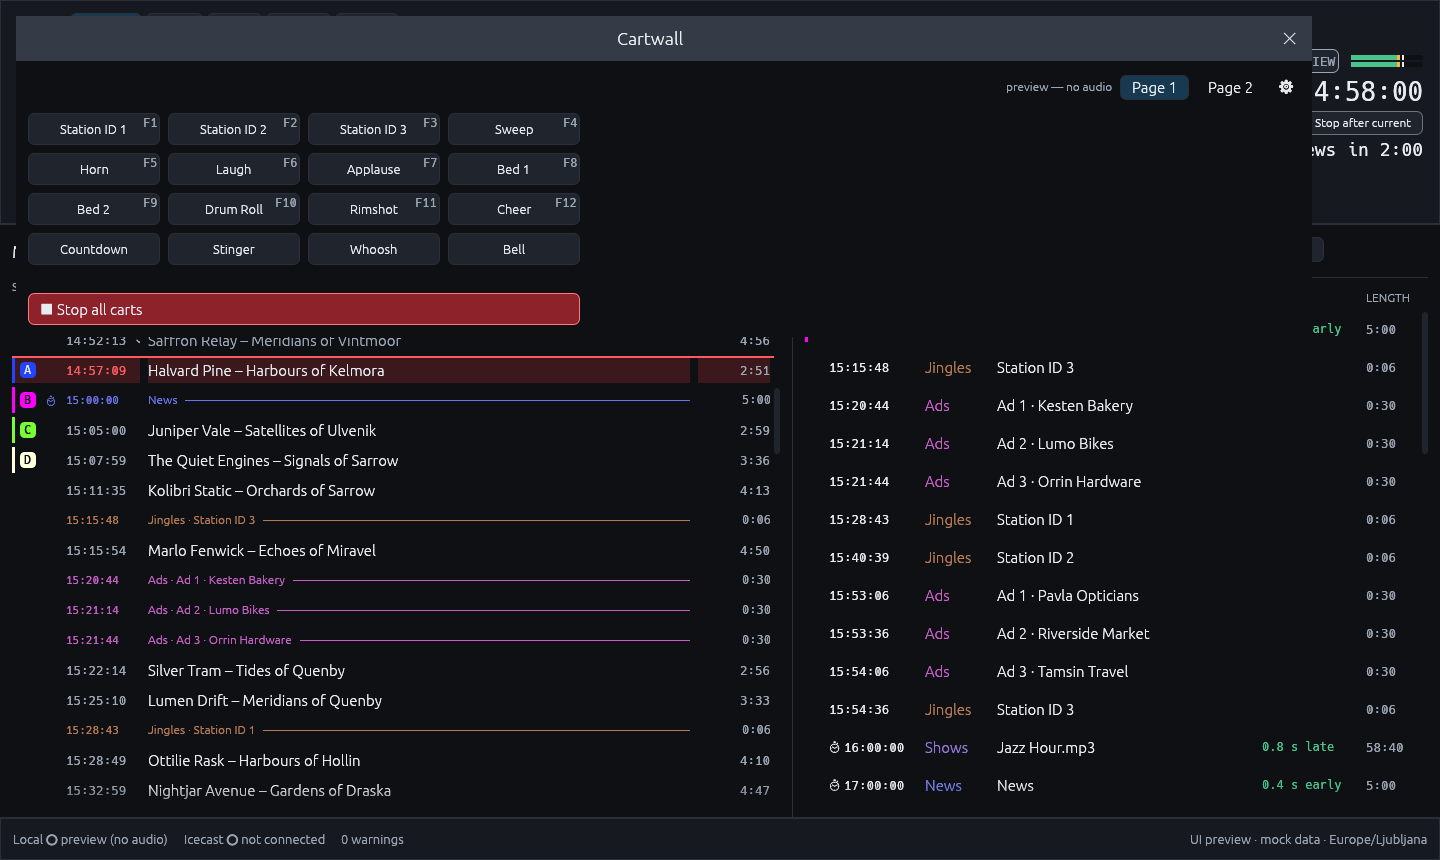 Cartwall
preview — no audio Page 1 Page 2
IEW
4:58:00
Stop after current
ws in 2:00
Station ID 1 F1 Station ID 2 F2 Station ID 3 F3 Sweep F4
Horn F5 Laugh F6 Applause F7 Bed 1 F8
Bed 2 F9 Drum Roll F10 Rimshot F11 Cheer F12
Countdown Stinger Whoosh Bell
Stop all carts
14:52:13 Saffron Relay – Meridians of Vintmoor 4:56
A 14:57:09 Halvard Pine – Harbours of Kelmora 2:51
B 15:00:00 News 5:00
C 15:05:00 Juniper Vale – Satellites of Ulvenik 2:59
D 15:07:59 The Quiet Engines – Signals of Sarrow 3:36
15:11:35 Kolibri Static – Orchards of Sarrow 4:13
15:15:48 Jingles · Station ID 3 0:06
15:15:54 Marlo Fenwick – Echoes of Miravel 4:50
15:20:44 Ads · Ad 1 · Kesten Bakery 0:30
15:21:14 Ads · Ad 2 · Lumo Bikes 0:30
15:21:44 Ads · Ad 3 · Orrin Hardware 0:30
15:22:14 Silver Tram – Tides of Quenby 2:56
15:25:10 Lumen Drift – Meridians of Quenby 3:33
15:28:43 Jingles · Station ID 1 0:06
15:28:49 Ottilie Rask – Harbours of Hollin 4:10
15:32:59 Nightjar Avenue – Gardens of Draska 4:47
LENGTH
arly 5:00
15:15:48 Jingles Station ID 3 0:06
15:20:44 Ads Ad 1 · Kesten Bakery 0:30
15:21:14 Ads Ad 2 · Lumo Bikes 0:30
15:21:44 Ads Ad 3 · Orrin Hardware 0:30
15:28:43 Jingles Station ID 1 0:06
15:40:39 Jingles Station ID 2 0:06
15:53:06 Ads Ad 1 · Pavla Opticians 0:30
15:53:36 Ads Ad 2 · Riverside Market 0:30
15:54:06 Ads Ad 3 · Tamsin Travel 0:30
15:54:36 Jingles Station ID 3 0:06
16:00:00 Shows Jazz Hour.mp3 0.8 s late 58:40
17:00:00 News News 0.4 s early 5:00
Local preview (no audio) Icecast not connected 0 warnings
UI preview · mock data · Europe/Ljubljana